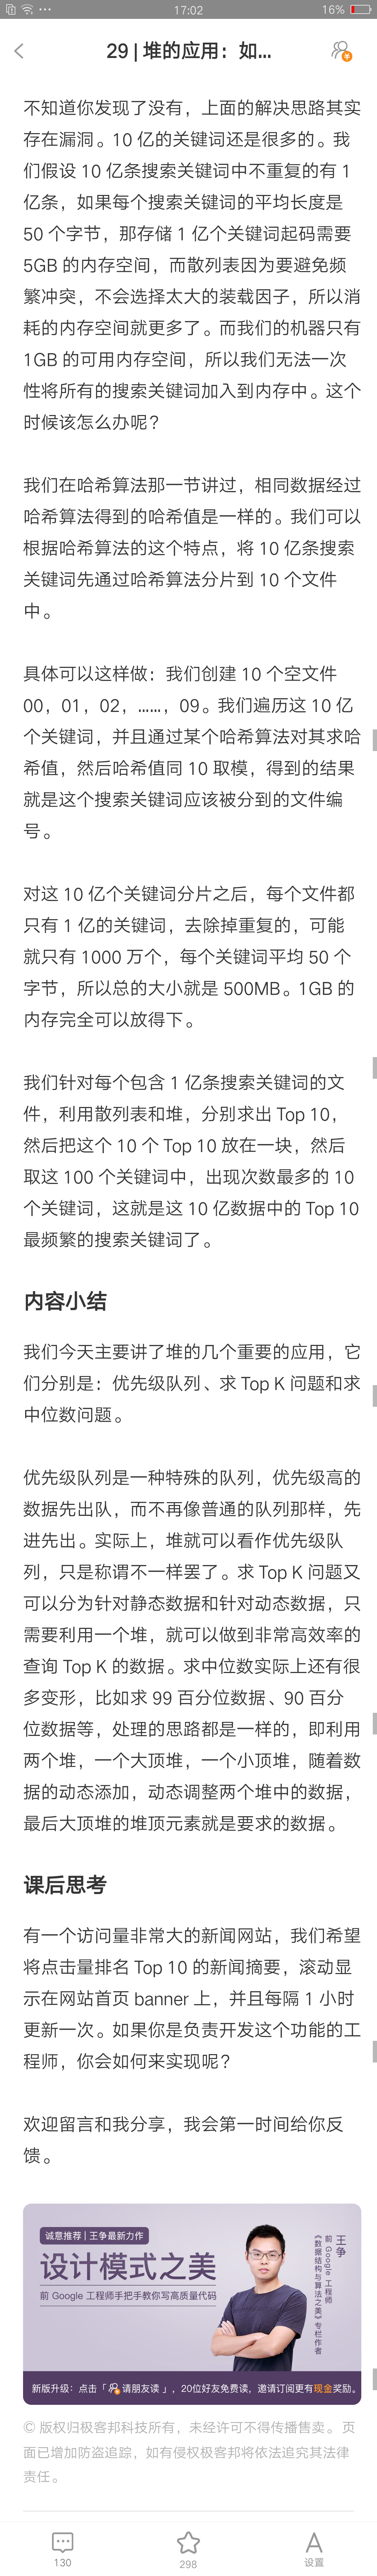 17:02
16%
29 | 堆的应用：如...
不知道你发现了没有，上面的解决思路其实
存在漏洞。10 亿的关键词还是很多的。我
们假设 10 亿条搜索关键词中不重复的有 1
亿条，如果每个搜索关键词的平均长度是
50 个字节，那存储 1 亿个关键词起码需要
5GB 的内存空间，而散列表因为要避免频
繁冲突，不会选择太大的装载因子，所以消
耗的内存空间就更多了。而我们的机器只有
1GB 的可用内存空间，所以我们无法一次
性将所有的搜索关键词加入到内存中。这个
时候该怎么办呢？
我们在哈希算法那一节讲过，相同数据经过
哈希算法得到的哈希值是一样的。我们可以
根据哈希算法的这个特点，将 10 亿条搜索
关键词先通过哈希算法分片到 10 个文件
中。
具体可以这样做：我们创建 10 个空文件
00，01，02，……，09。我们遍历这 10 亿
个关键词，并且通过某个哈希算法对其求哈
希值，然后哈希值同 10 取模，得到的结果
就是这个搜索关键词应该被分到的文件编
号。
对这 10 亿个关键词分片之后，每个文件都
只有 1 亿的关键词，去除掉重复的，可能
就只有 1000 万个，每个关键词平均 50 个
字节，所以总的大小就是 500MB。1GB 的
内存完全可以放得下。
我们针对每个包含 1 亿条搜索关键词的文
件，利用散列表和堆，分别求出 Top 10，
然后把这个 10 个 Top 10 放在一块，然后
取这 100 个关键词中，出现次数最多的 10
个关键词，这就是这 10 亿数据中的 Top 10
最频繁的搜索关键词了。
内容小结
我们今天主要讲了堆的几个重要的应用，它
们分别是：优先级队列、求 Top K 问题和求
中位数问题。
优先级队列是一种特殊的队列，优先级高的
数据先出队，而不再像普通的队列那样，先
进先出。实际上，堆就可以看作优先级队
列，只是称谓不一样罢了。求 Top K 问题又
可以分为针对静态数据和针对动态数据，只
需要利用一个堆，就可以做到非常高效率的
查询 Top K 的数据。求中位数实际上还有很
多变形，比如求 99 百分位数据、90 百分
位数据等，处理的思路都是一样的，即利用
两个堆，一个大顶堆，一个小顶堆，随着数
据的动态添加，动态调整两个堆中的数据，
最后大顶堆的堆顶元素就是要求的数据。
课后思考
有一个访问量非常大的新闻网站，我们希望
将点击量排名 Top 10 的新闻摘要，滚动显
示在网站首页 banner 上，并且每隔 1 小时
更新一次。如果你是负责开发这个功能的工
程师，你会如何来实现呢？
欢迎留言和我分享，我会第一时间给你反
馈。
诚意推荐 | 王争最新力作
设计模式之美
前 Google 工程师手把手教你写高质量代码
王争
前 Google 工程师
《数据结构与算法之美》专栏作者
新版升级：点击「 请朋友读 」，20位好友免费读，邀请订阅更有现金奖励。
© 版权归极客邦科技所有，未经许可不得传播售卖。页
面已增加防盗追踪，如有侵权极客邦将依法追究其法律
责任。
130
298
设置